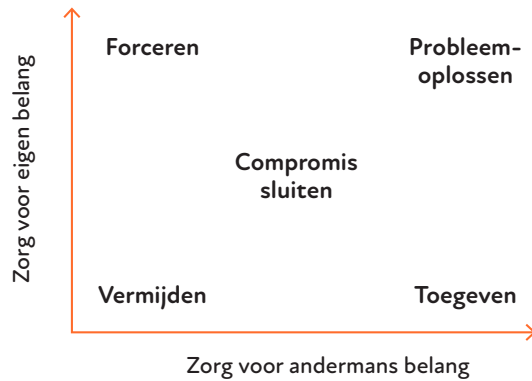 Forceren
Probleem-
oplossen
Zorg voor eigen belang
Compromis
sluiten
Vermijden
Toegeven
Zorg voor andermans belang